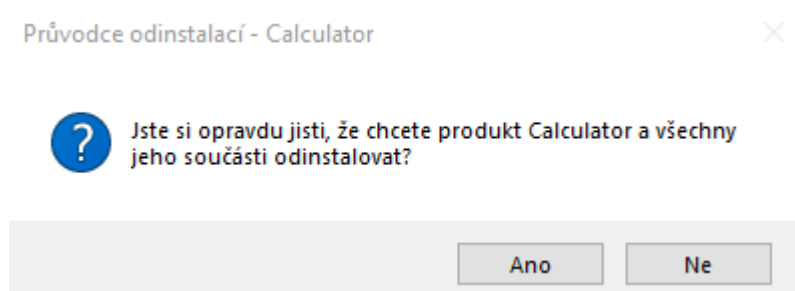 Průvodce odinstalací - Calculator
Jste si opravdu jisti, že chcete produkt Calculator a všechny
jeho součásti odinstalovat?
Ano
Ne